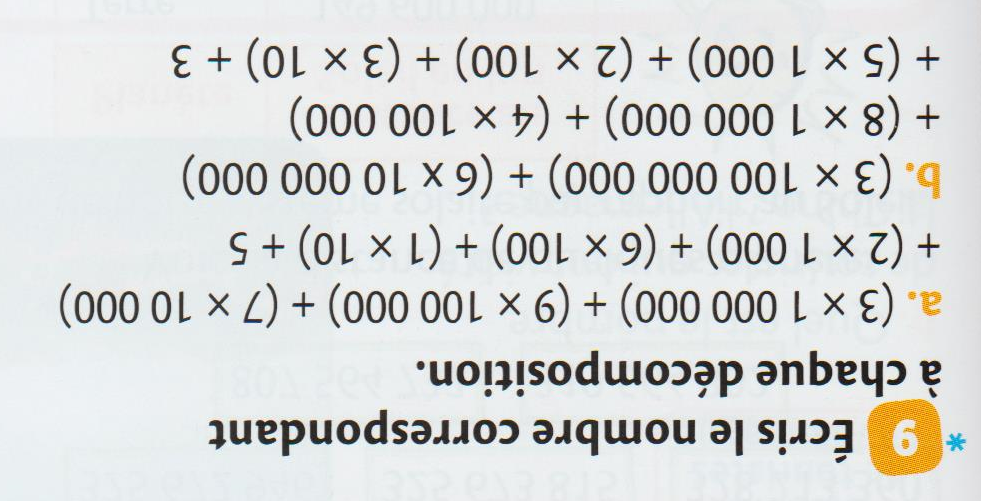 * 9 Écris le nombre correspondant
à chaque décomposition.
a. (3 × 1 000 000) + (9 × 100 000) + (7 × 10 000)
+ (2 × 1 000) + (6 × 100) + (1 × 10) + 5
b. (3 × 100 000 000) + (6 × 10 000 000)
+ (8 × 1 000 000) + (4 × 100 000)
+ (5 × 1 000) + (2 × 100) + (3 × 10) + 3